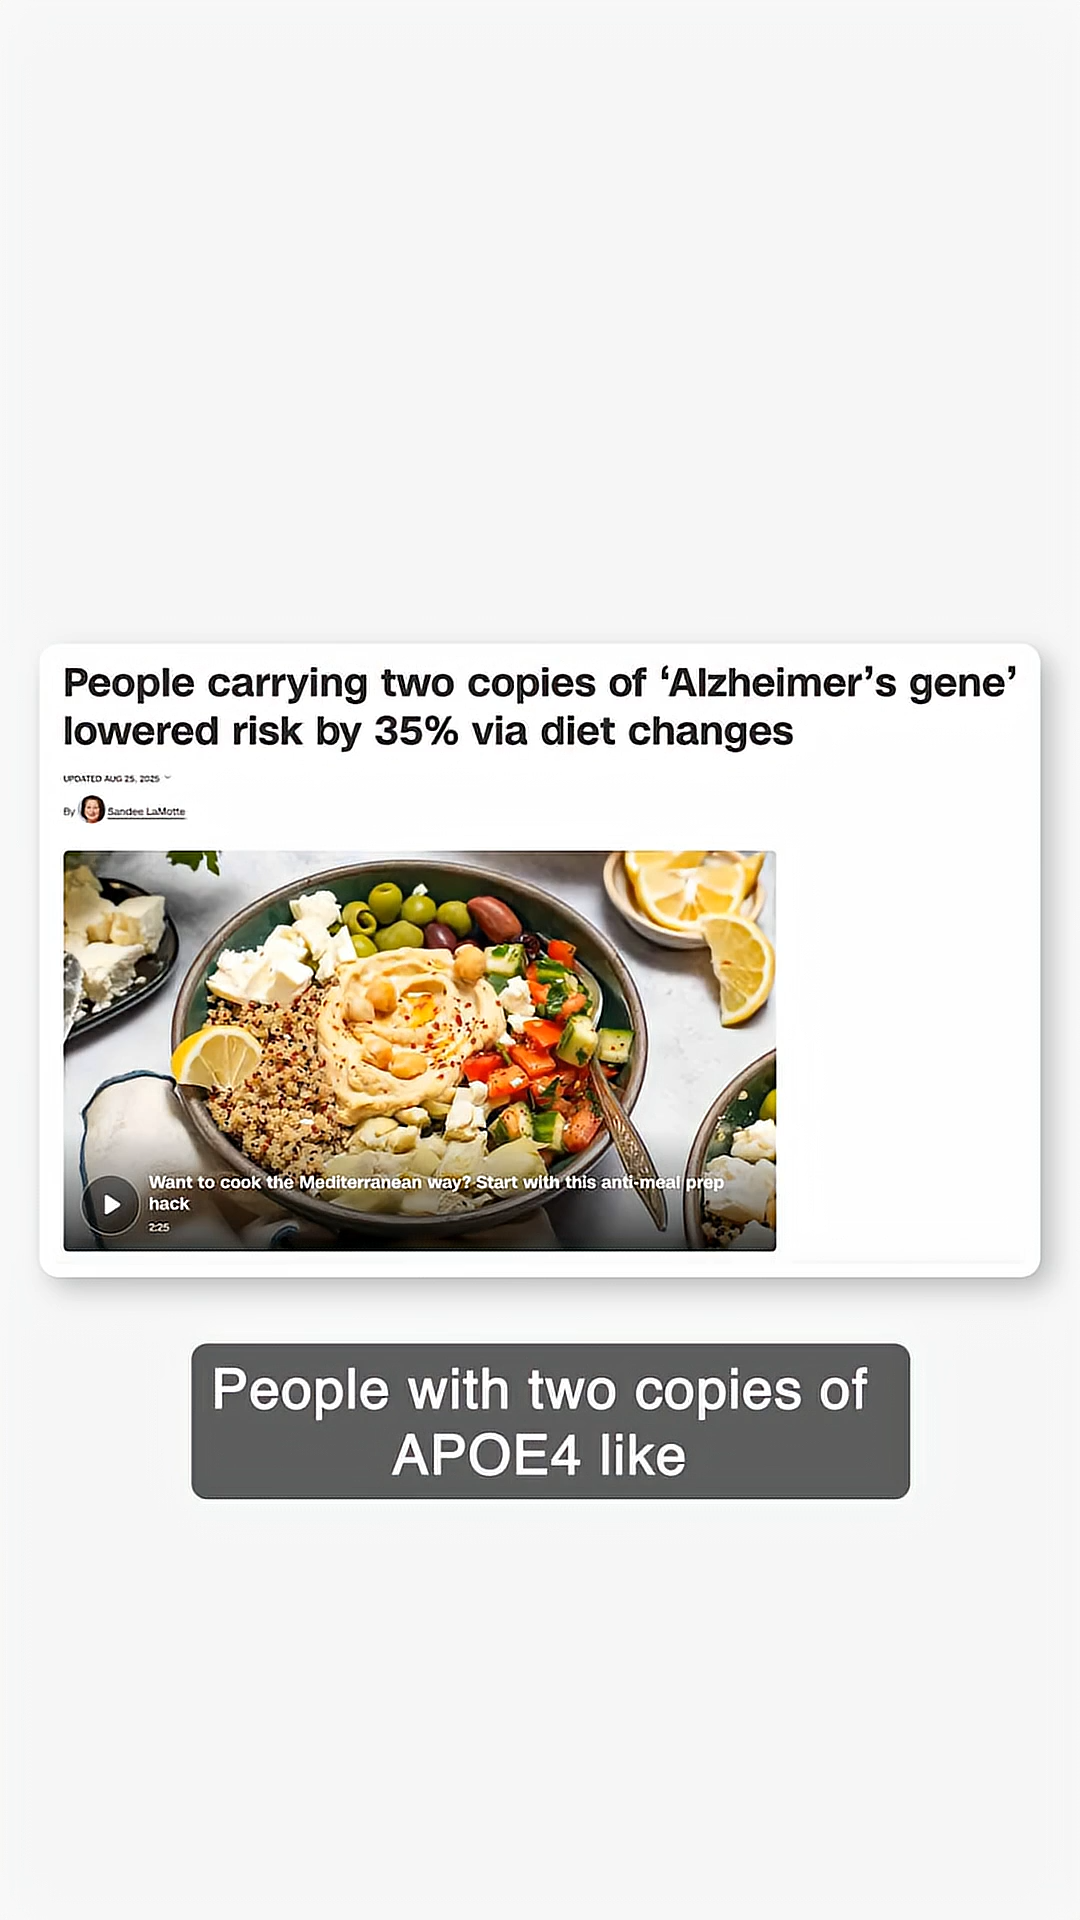 People carrying two copies of ‘Alzheimer’s gene’
lowered risk by 35% via diet changes
UPDATED AUG 25, 2025
By Sandee LaMotte
Want to cook the Mediterranean way? Start with this anti-meal prep
hack
2:25
People with two copies of
APOE4 like